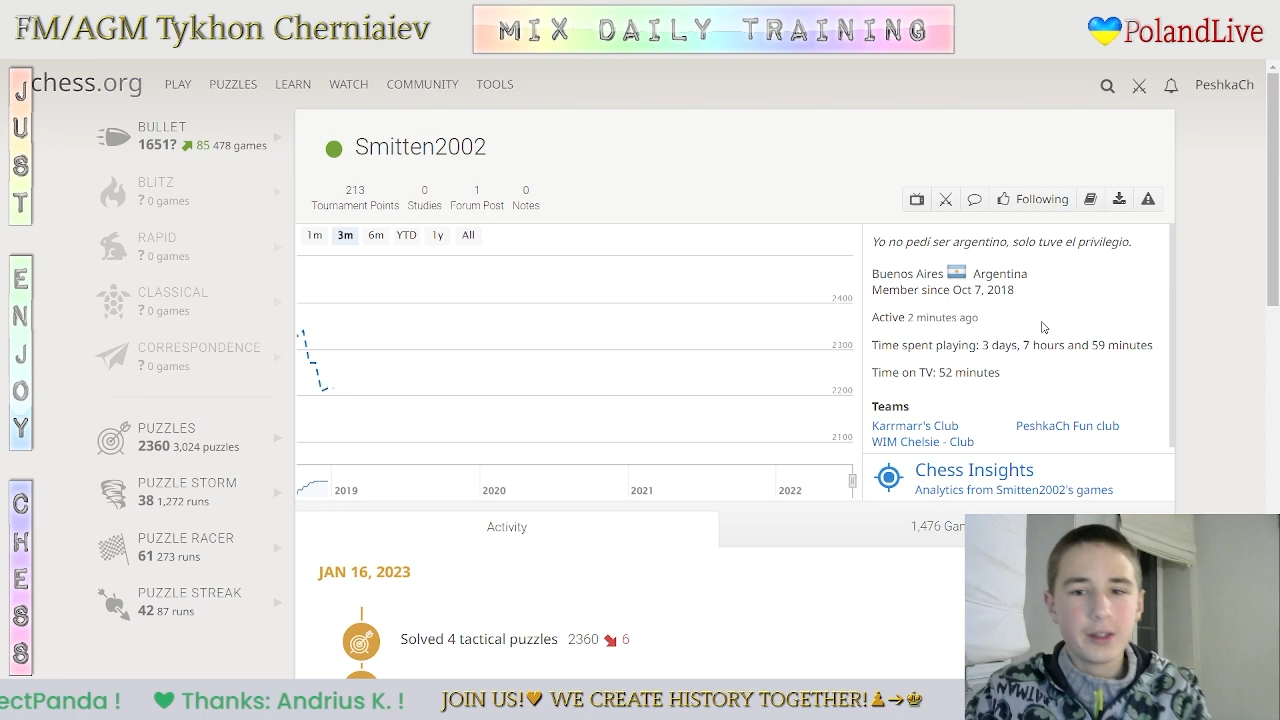 FM/AGM Tykhon Cherniaiev
MIX DAILY TRAINING
PolandLive
JUST
ENJOY
CHESS
chess.org
PLAY PUZZLES LEARN WATCH COMMUNITY TOOLS
PeshkaCh
BULLET
1651? 85 478 games
BLITZ
? 0 games
RAPID
? 0 games
CLASSICAL
? 0 games
CORRESPONDENCE
? 0 games
PUZZLES
2360 3,024 puzzles
PUZZLE STORM
38 1,272 runs
PUZZLE RACER
61 273 runs
PUZZLE STREAK
42 87 runs
Smitten2002
213 0 1 0
Tournament Points Studies Forum Post Notes
Following
1m 3m 6m YTD 1y All
2400
2300
2200
2100
2019 2020 2021 2022
Yo no pedí ser argentino, solo tuve el privilegio.
Buenos Aires Argentina
Member since Oct 7, 2018
Active 2 minutes ago
Time spent playing: 3 days, 7 hours and 59 minutes
Time on TV: 52 minutes
Teams
Karrmarr's Club PeshkaCh Fun club
WIM Chelsie - Club
Chess Insights
Analytics from Smitten2002's games
Activity
1,476 Gam
JAN 16, 2023
Solved 4 tactical puzzles 2360 6
BATMAN
ectPanda ! Thanks: Andrius K. ! JOIN US! WE CREATE HISTORY TOGETHER!